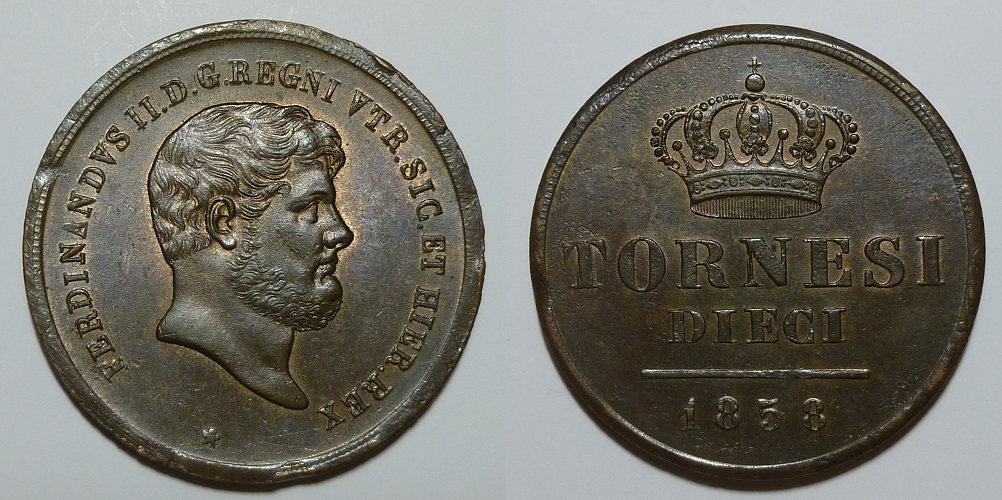 FERDINANDVS II.D.G.REGNI VTR.SIC.ET HIER.REX
TORNESI
DIECI
1858